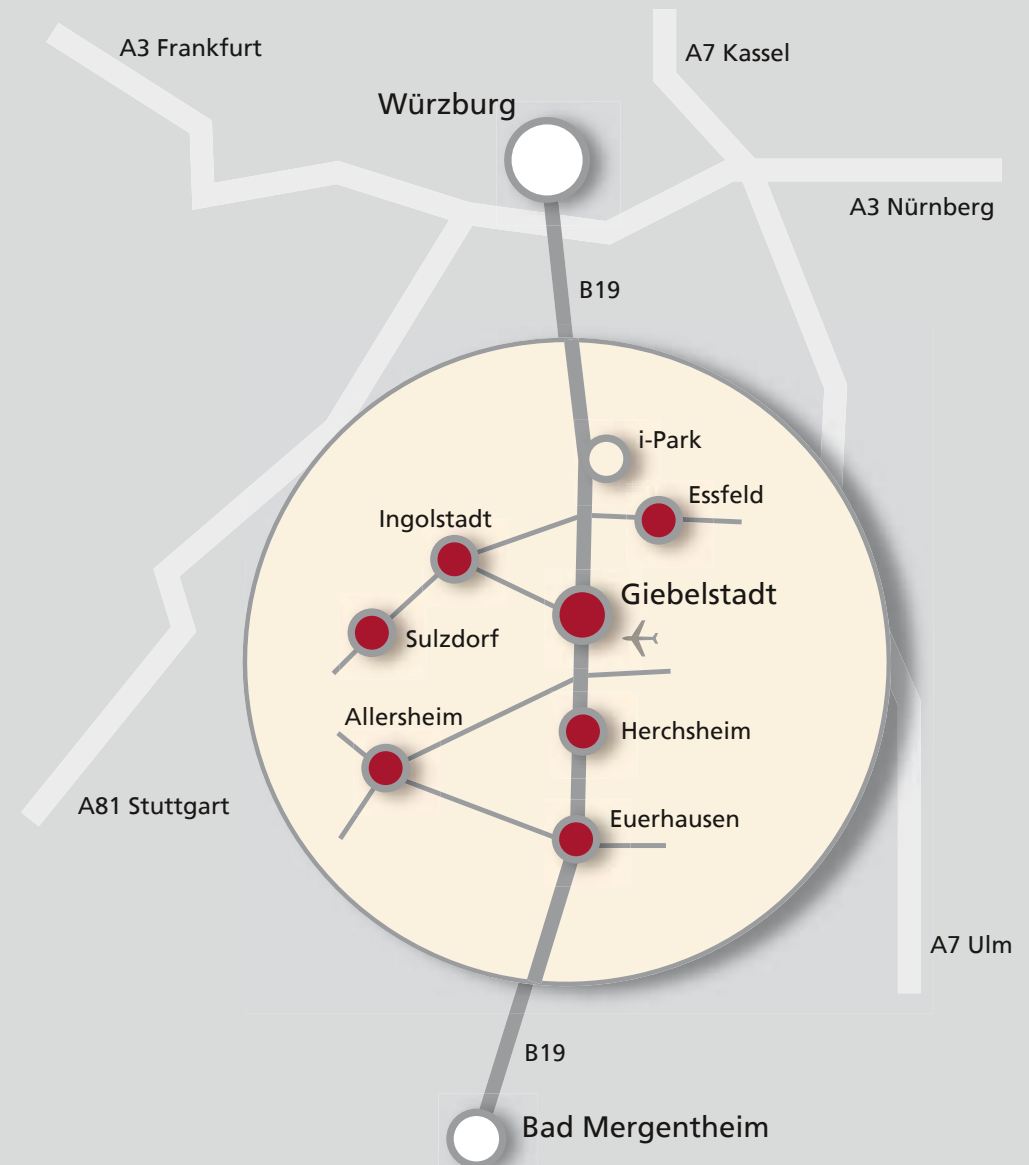 A3 Frankfurt
A7 Kassel
Würzburg
A3 Nürnberg
B19
i-Park
Essfeld
Ingolstadt
Giebelstadt
Sulzdorf
Allersheim
Herchsheim
A81 Stuttgart
Euerhausen
A7 Ulm
B19
Bad Mergentheim